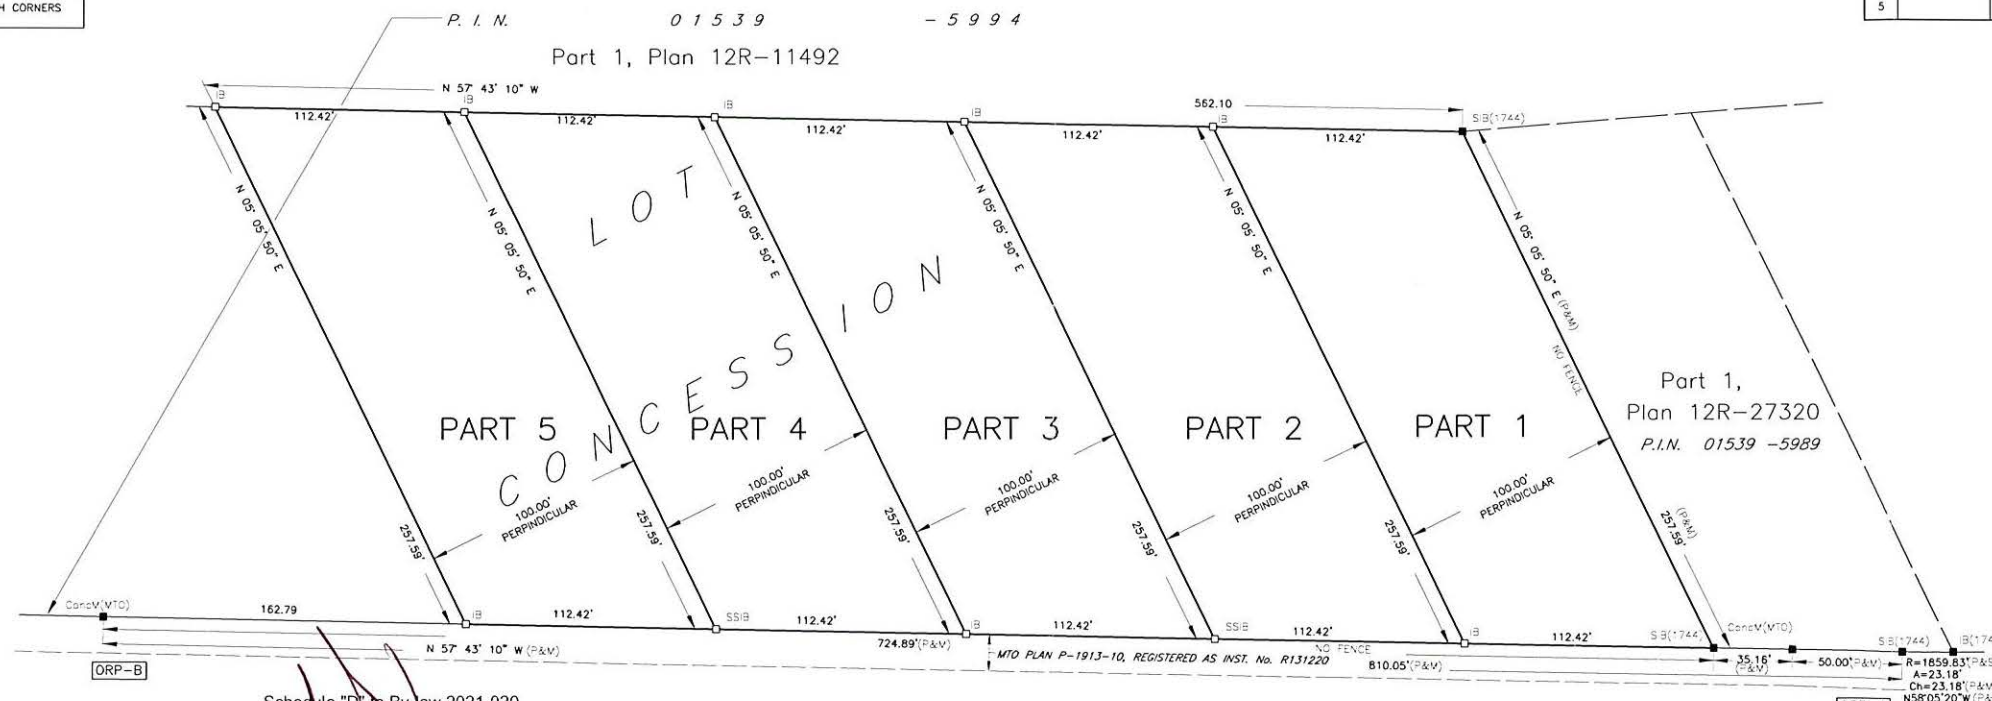 H CORNERS
5
P. I. N. 01539 -5994
Part 1, Plan 12R-11492
N 57° 43' 10" W
562.10
IB
IB
IB
IB
IB
SIB(1744)
112.42'
112.42'
112.42'
112.42'
112.42'
N 05° 05' 50" E
N 05° 05' 50" E
N 05° 05' 50" E
N 05° 05' 50" E
N 05° 05' 50" E
N 05° 05' 50" E (P&M)
NO FENCE
LOT
CONCESSION
Part 1,
Plan 12R-27320
P.I.N. 01539 -5989
PART 5
PART 4
PART 3
PART 2
PART 1
100.00'
PERPINDICULAR
100.00'
PERPINDICULAR
100.00'
PERPINDICULAR
100.00'
PERPINDICULAR
100.00'
PERPINDICULAR
257.59'
257.59'
257.59'
257.59'
257.59'
257.59'
(P&M)
ConcM(MTO)
162.79
IB
112.42'
SSIB
112.42'
IB
112.42'
SSIB
112.42'
IB
112.42'
SIB(1744)
ConcM(MTO)
SIB(1744)
N 57° 43' 10" W (P&M)
724.89'(P&M)
NO FENCE
MTO PLAN P-1913-10, REGISTERED AS INST. No. R131220
810.05'(P&M)
35.16'
(P&M)
50.00'(P&M)
R=1859.83'
A=23.18'
Ch=23.18'(P&M
N58°05'20"W
ORP-B
Schedule "D" to By-law 2021-020